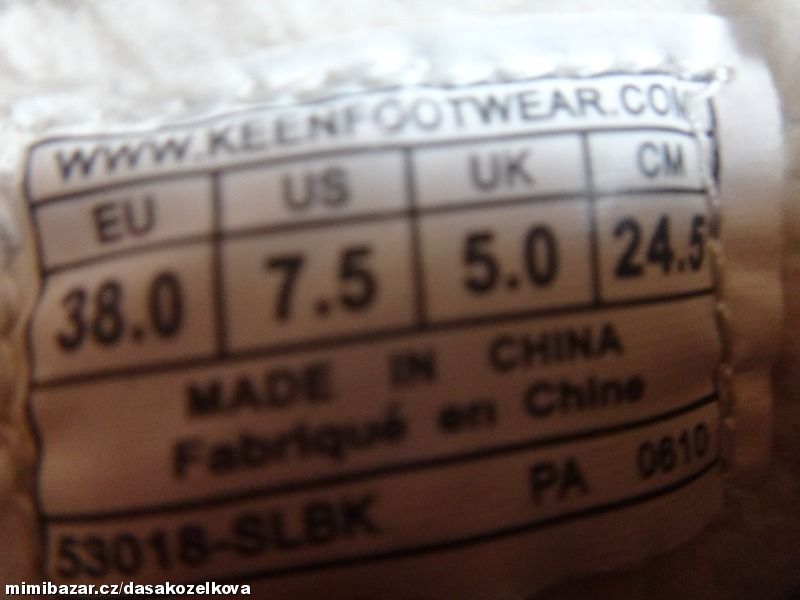 WWW.KEENFOOTWEAR.COM
EU US UK CM
38.0 7.5 5.0 24.5
MADE IN CHINA
Fabriqué en Chine
53018-SLBK PA 0610
mimibazar.cz/dasakozelkova